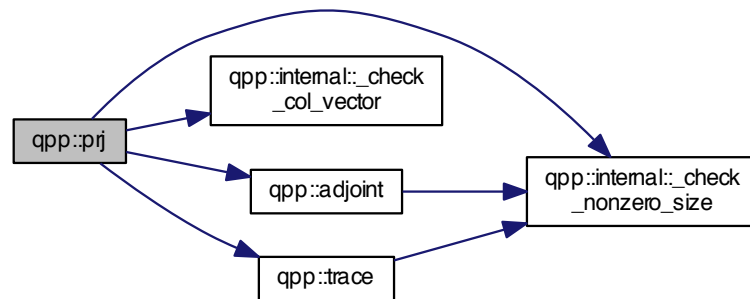 qpp::prj
qpp::internal::_check
_col_vector
qpp::adjoint
qpp::trace
qpp::internal::_check
_nonzero_size